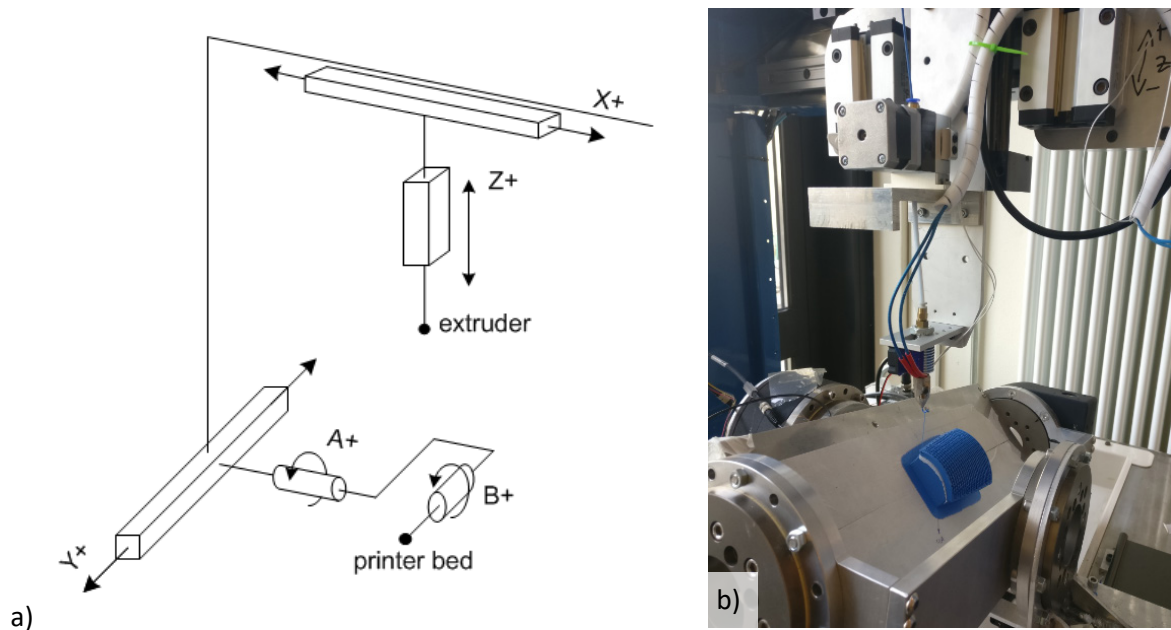 X+
Z+
extruder
A+
B+
Y+
printer bed
a)
+
Z
–
b)